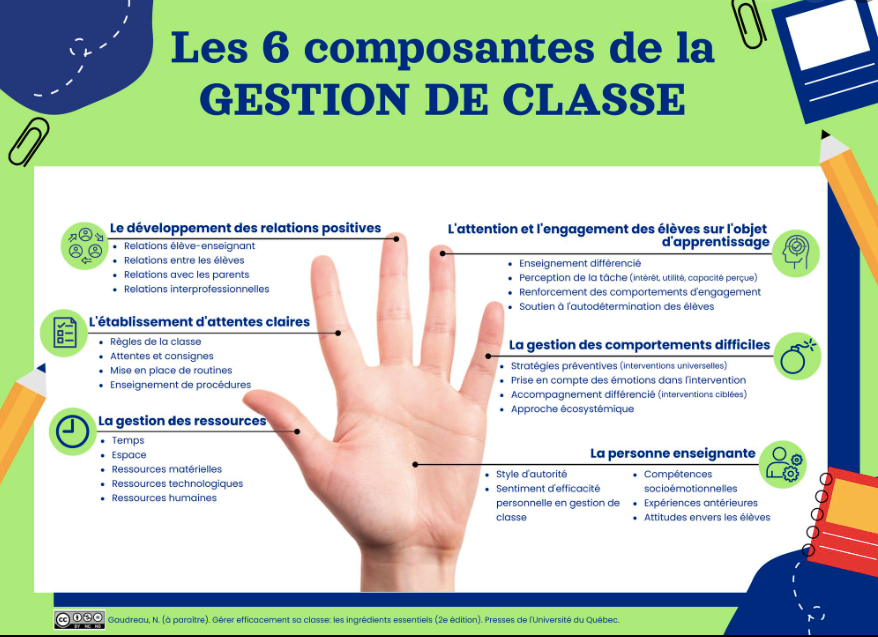 Les 6 composantes de la
GESTION DE CLASSE
Le développement des relations positives
• Relations élève-enseignant
• Relations entre les élèves
• Relations avec les parents
• Relations interprofessionnelles
L'établissement d'attentes claires
• Règles de la classe
• Attentes et consignes
• Mise en place de routines
• Enseignement de procédures
La gestion des ressources
• Temps
• Espace
• Ressources matérielles
• Ressources technologiques
• Ressources humaines
L'attention et l'engagement des élèves sur l'objet
d'apprentissage
• Enseignement différencié
• Perception de la tâche (intérêt, utilité, capacité perçue)
• Renforcement des comportements d'engagement
• Soutien à l'autodétermination des élèves
La gestion des comportements difficiles
• Stratégies préventives (interventions universelles)
• Prise en compte des émotions dans l'intervention
• Accompagnement différencié (interventions ciblées)
• Approche écosystémique
La personne enseignante
• Style d'autorité
• Sentiment d'efficacité
personnelle en gestion de
classe
• Compétences
socioémotionnelles
• Expériences antérieures
• Attitudes envers les élèves
CC BY NC ND
Gaudreau, N. (à paraître). Gérer efficacement sa classe: les ingrédients essentiels (2e édition). Presses de l'Université du Québec.